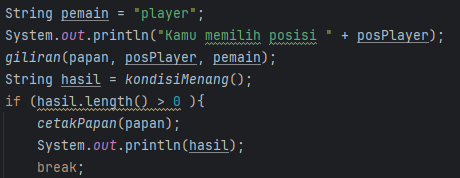 String pemain = "player";
System.out.println("Kamu memilih posisi " + posPlayer);
giliran(papan, posPlayer, pemain);
String hasil = kondisiMenang();
if (hasil.length() > 0 ){
    cetakPapan(papan);
    System.out.println(hasil);
    break;